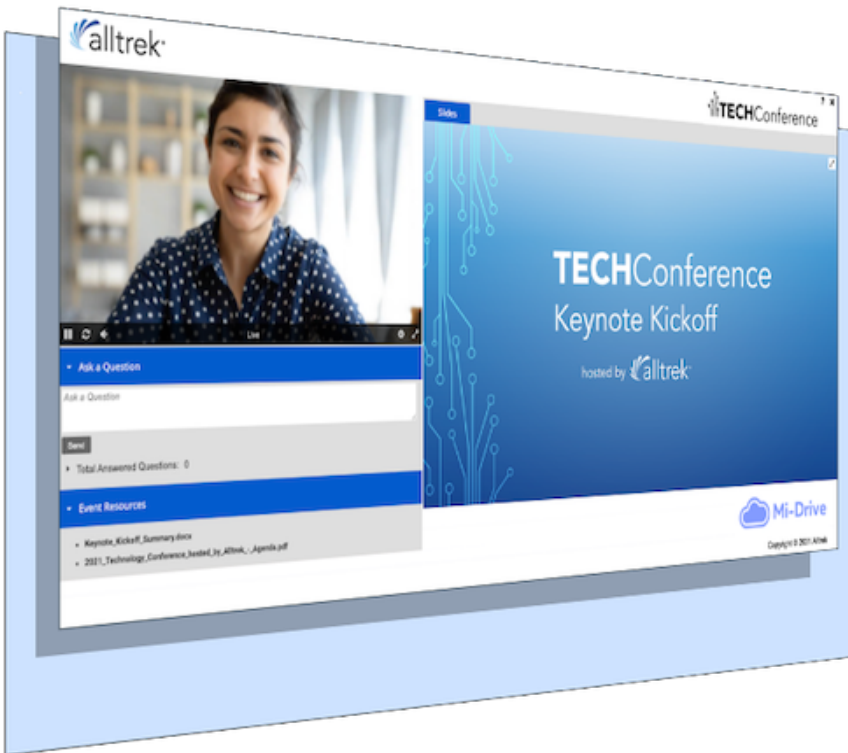 alltrek
TECHConference
? X
Slides
TECHConference
Keynote Kickoff
hosted by alltrek
Live
Ask a Question
Ask a Question
Send
Total Answered Questions: 0
Event Resources
Keynote_Kickoff_Summary.docx
2021_Technology_Conference_hosted_by_Alltrek_-_Agenda.pdf
Mi-Drive
Copyright © 2021 Alltrek